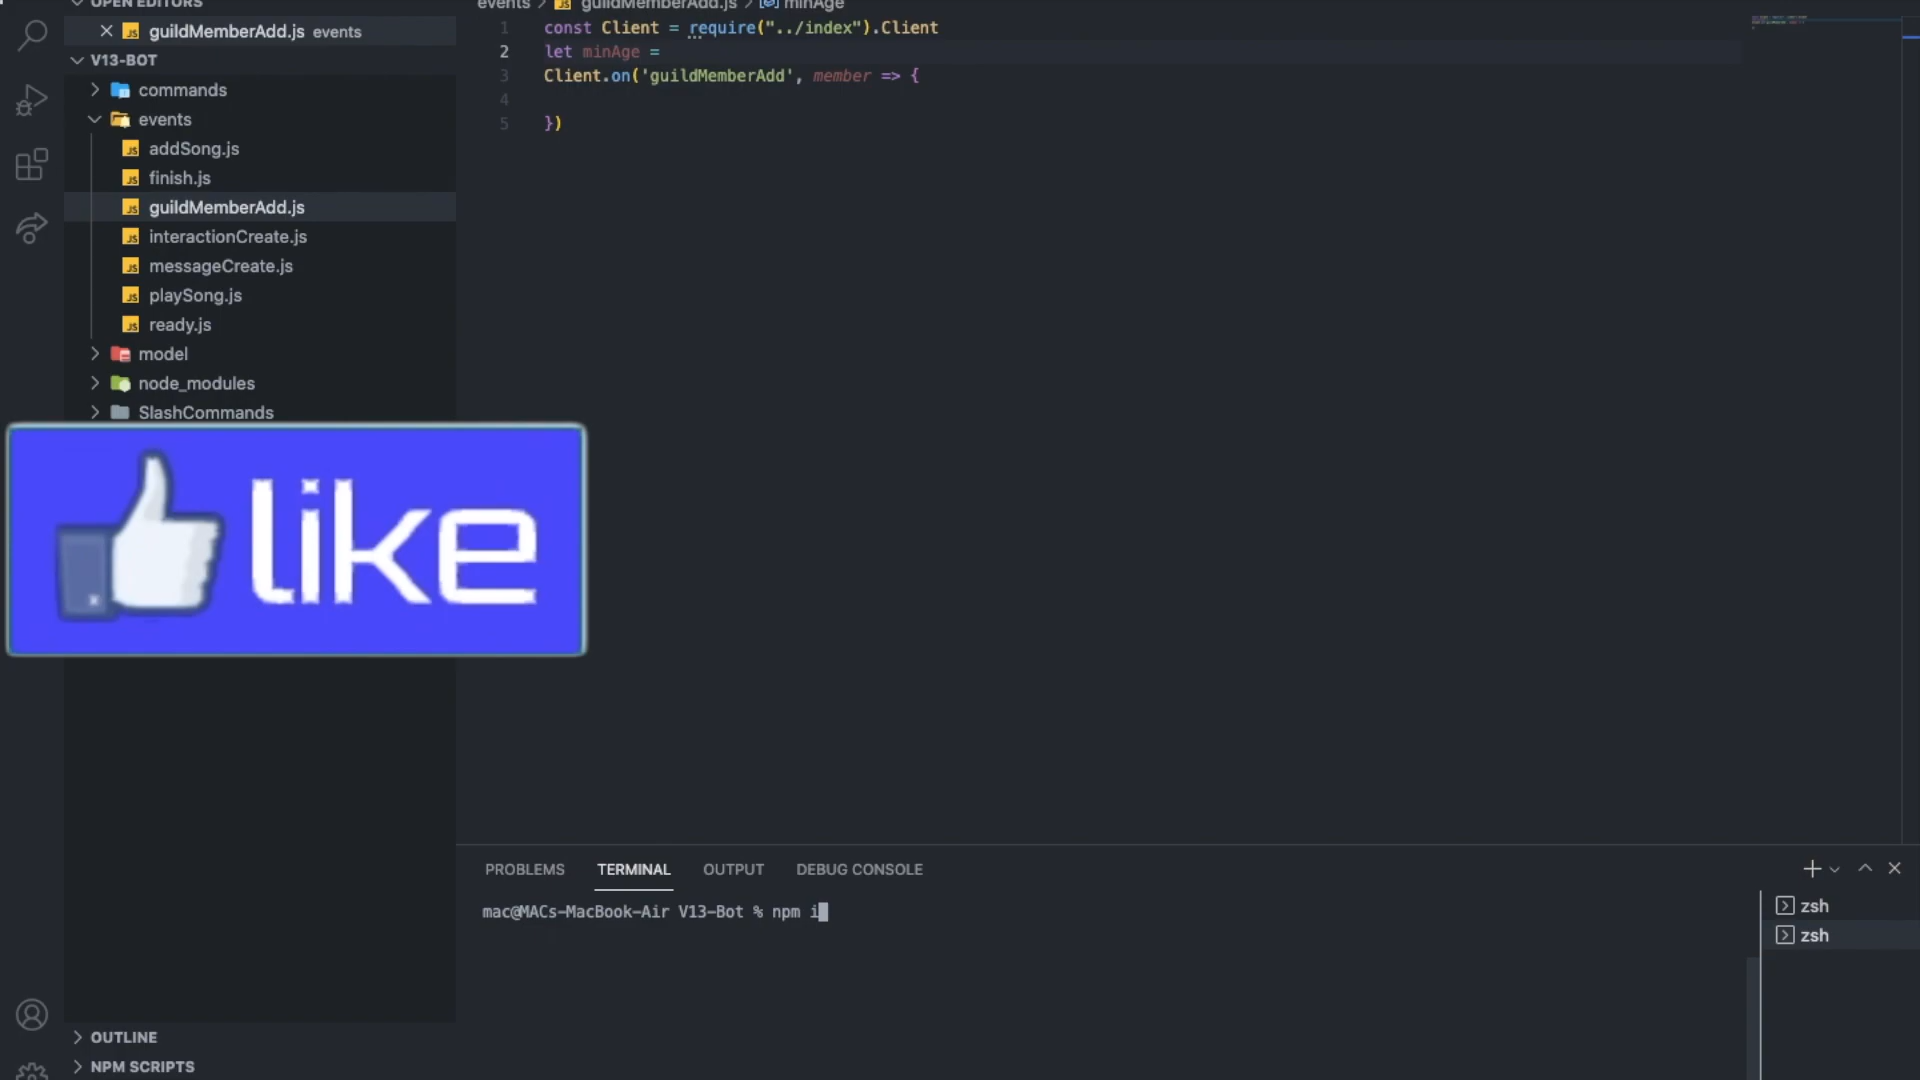 OPEN EDITORS
guildMemberAdd.js events
V13-BOT
commands
events
addSong.js
finish.js
guildMemberAdd.js
interactionCreate.js
messageCreate.js
playSong.js
ready.js
model
node_modules
SlashCommands
like
OUTLINE
NPM SCRIPTS
events > guildMemberAdd.js > minAge
1 const Client = require("../index").Client
2 let minAge =
3 Client.on('guildMemberAdd', member => {
4
5 })
PROBLEMS TERMINAL OUTPUT DEBUG CONSOLE
mac@MACs-MacBook-Air V13-Bot % npm i
zsh
zsh